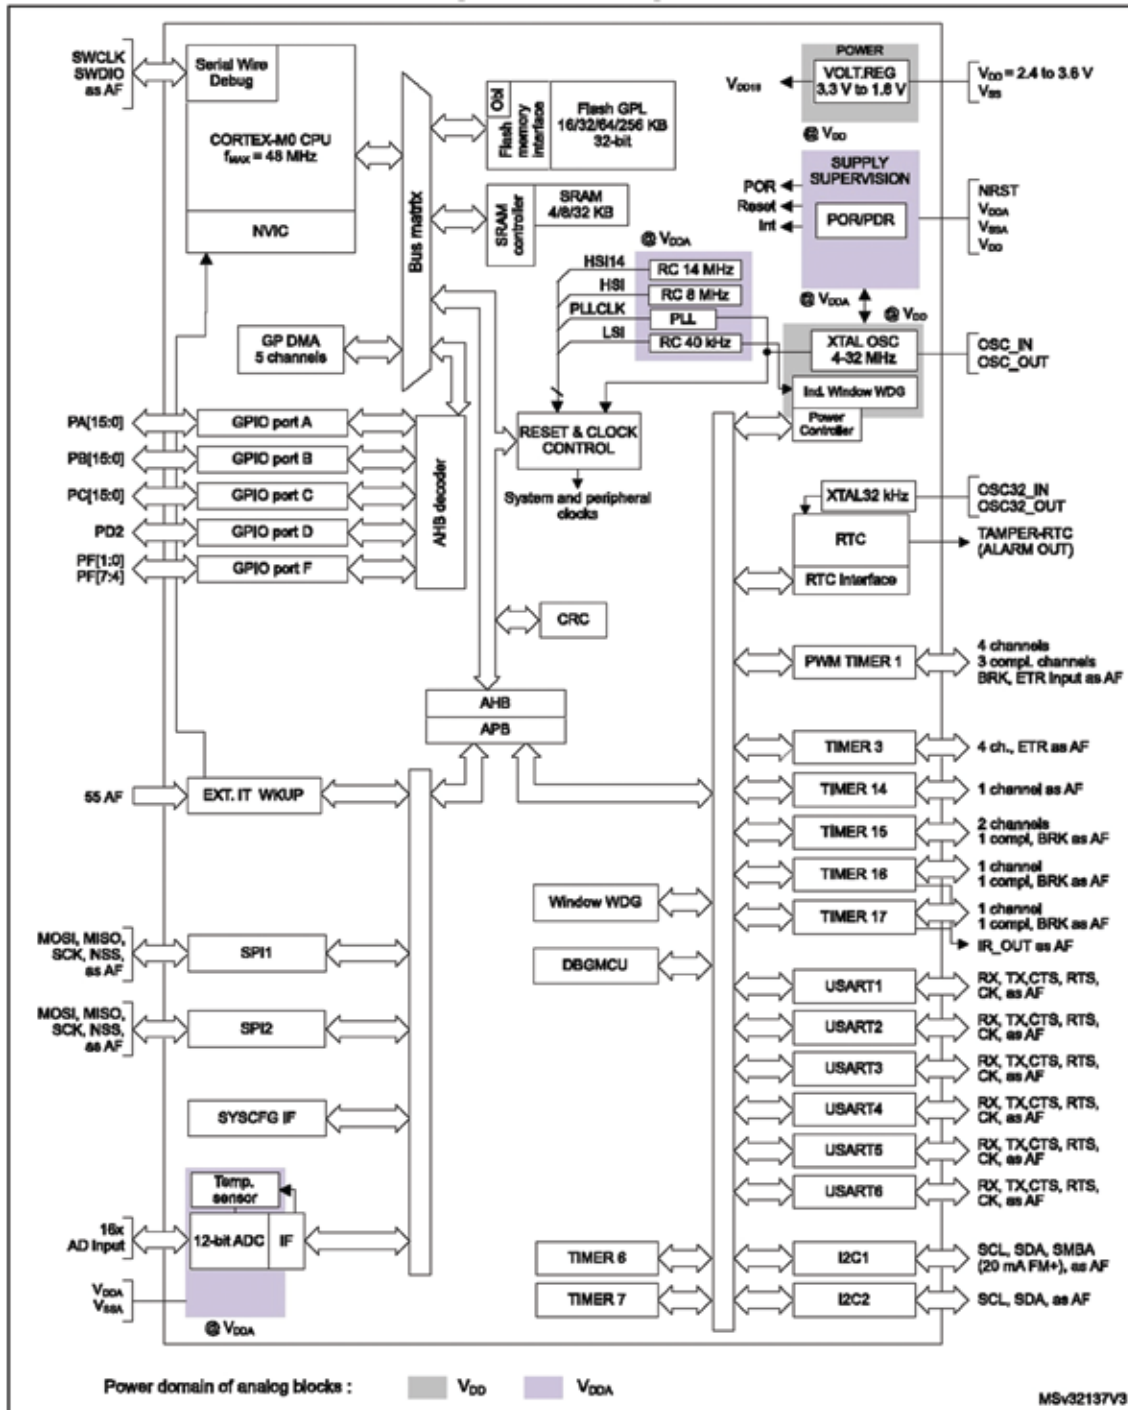 SWCLK
SWDIO
as AF
Serial Wire
Debug
CORTEX-M0 CPU
fMAX = 48 MHz
NVIC
Bus matrix
Obl
Flash
memory
interface
Flash GPL
16/32/64/256 KB
32-bit
SRAM
controller
SRAM
4/8/32 KB
POWER
VOLT.REG
3.3 V to 1.8 V
VDD18
VDD = 2.4 to 3.6 V
VSS
@ VDD
SUPPLY
SUPERVISION
POR
Reset
Int
POR/PDR
NRST
VDDA
VSSA
VDD
@ VDDA
HSI14
HSI
PLLCLK
LSI
RC 14 MHz
RC 8 MHz
PLL
RC 40 kHz
@ VDDA
@ VDD
XTAL OSC
4-32 MHz
OSC_IN
OSC_OUT
Ind. Window WDG
Power
Controller
GP DMA
5 channels
PA[15:0]
GPIO port A
PB[15:0]
GPIO port B
PC[15:0]
GPIO port C
PD2
GPIO port D
PF[1:0]
PF[7:4]
GPIO port F
AHB decoder
RESET & CLOCK
CONTROL
System and peripheral
clocks
XTAL32 kHz
OSC32_IN
OSC32_OUT
RTC
TAMPER-RTC
(ALARM OUT)
RTC Interface
CRC
AHB
APB
PWM TIMER 1
4 channels
3 compl. channels
BRK, ETR input as AF
TIMER 3
4 ch., ETR as AF
55 AF
EXT. IT WKUP
TIMER 14
1 channel as AF
TIMER 15
2 channels
1 compl, BRK as AF
TIMER 16
1 channel
1 compl, BRK as AF
Window WDG
TIMER 17
1 channel
1 compl, BRK as AF
IR_OUT as AF
MOSI, MISO,
SCK, NSS,
as AF
SPI1
DBGMCU
USART1
RX, TX,CTS, RTS,
CK, as AF
MOSI, MISO,
SCK, NSS,
as AF
SPI2
USART2
RX, TX,CTS, RTS,
CK, as AF
USART3
RX, TX,CTS, RTS,
CK, as AF
SYSCFG IF
USART4
RX, TX,CTS, RTS,
CK, as AF
USART5
RX, TX,CTS, RTS,
CK, as AF
Temp.
sensor
USART6
RX, TX,CTS, RTS,
CK, as AF
16x
AD input
12-bit ADC
IF
TIMER 6
I2C1
SCL, SDA, SMBA
(20 mA FM+), as AF
VDDA
VSSA
TIMER 7
I2C2
SCL, SDA, as AF
@ VDDA
Power domain of analog blocks :
VDD
VDDA
MSv32137V3